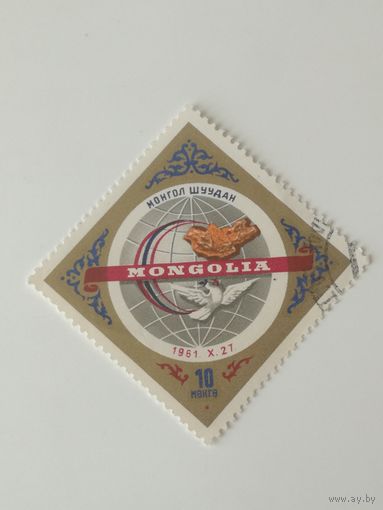 МОНГОЛ ШУУДАН
MONGOLIA
1961. X. 27.
10
МӨНГӨ
www.ay.by